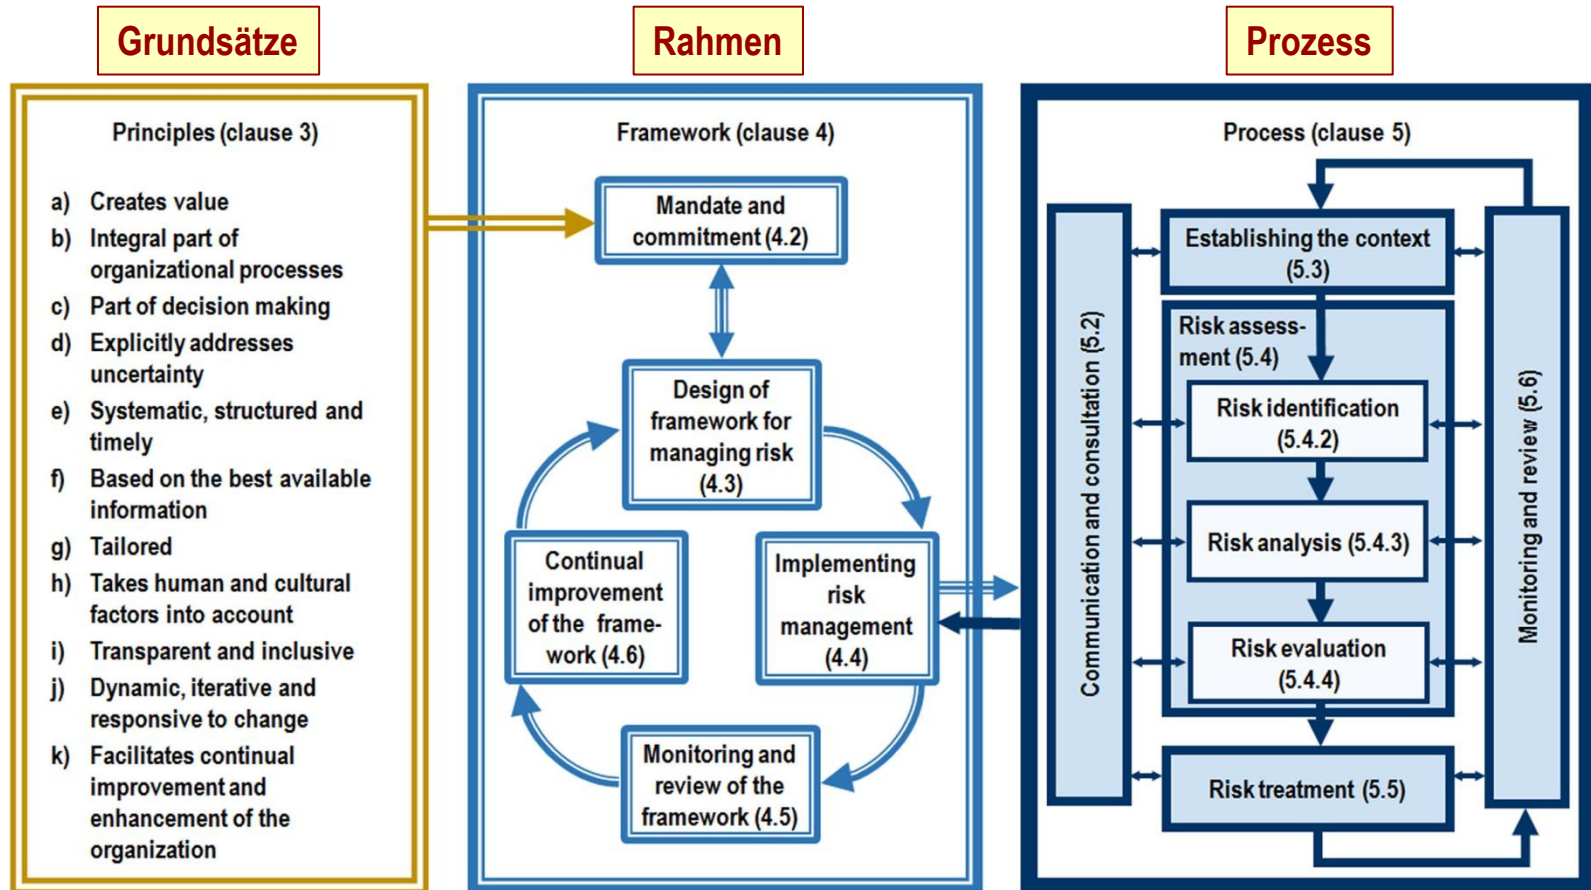 Grundsätze
Rahmen
Prozess
Principles (clause 3)
a) Creates value
b) Integral part of
organizational processes
c) Part of decision making
d) Explicitly addresses
uncertainty
e) Systematic, structured and
timely
f) Based on the best available
information
g) Tailored
h) Takes human and cultural
factors into account
i) Transparent and inclusive
j) Dynamic, iterative and
responsive to change
k) Facilitates continual
improvement and
enhancement of the
organization
Framework (clause 4)
Mandate and
commitment (4.2)
Design of
framework for
managing risk
(4.3)
Continual
improvement
of the frame-
work (4.6)
Implementing
risk
management
(4.4)
Monitoring and
review of the
framework (4.5)
Process (clause 5)
Communication and consultation (5.2)
Establishing the context
(5.3)
Risk assess-
ment (5.4)
Risk identification
(5.4.2)
Risk analysis (5.4.3)
Risk evaluation
(5.4.4)
Risk treatment (5.5)
Monitoring and review (5.6)